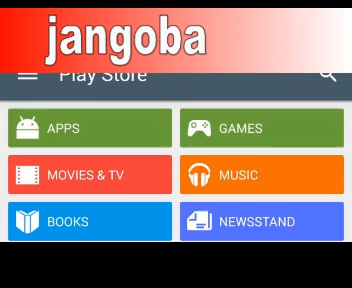 jangoba
Play Store
APPS
GAMES
MOVIES & TV
MUSIC
BOOKS
NEWSSTAND